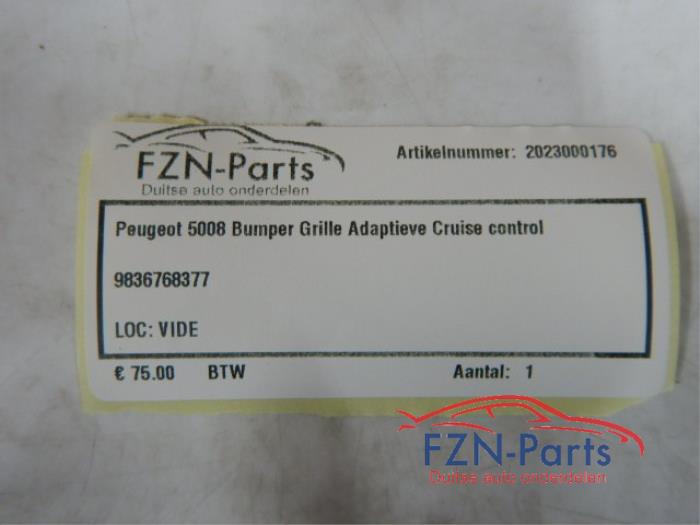 FZN-Parts
Duitse auto onderdelen
Artikelnummer: 2023000176
Peugeot 5008 Bumper Grille Adaptieve Cruise control
9836768377
LOC: VIDE
€ 75.00 BTW Aantal: 1
FZN-Parts
Duitse auto onderdelen